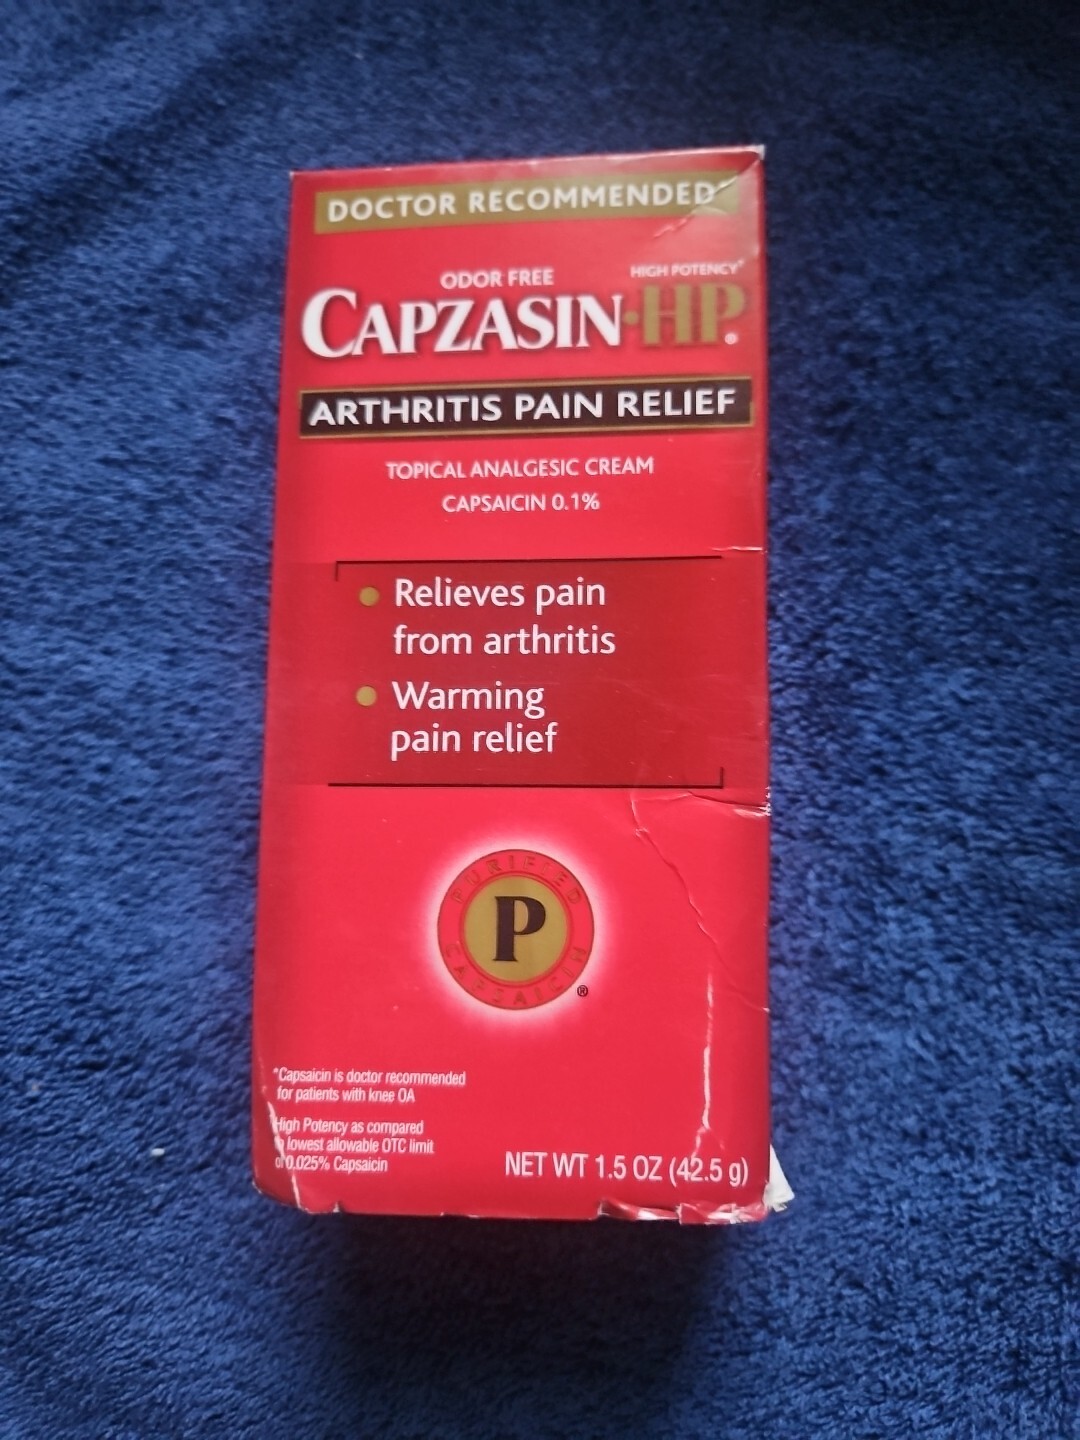 DOCTOR RECOMMENDED*
ODOR FREE
HIGH POTENCY*
CAPZASIN·HP®
ARTHRITIS PAIN RELIEF
TOPICAL ANALGESIC CREAM
CAPSAICIN 0.1%
• Relieves pain
from arthritis
• Warming
pain relief
PURIFIED
P
CAPSAICIN
®
*Capsaicin is doctor recommended
for patients with knee OA
High Potency as compared
lowest allowable OTC limit
of 0.025% Capsaicin
NET WT 1.5 OZ (42.5 g)